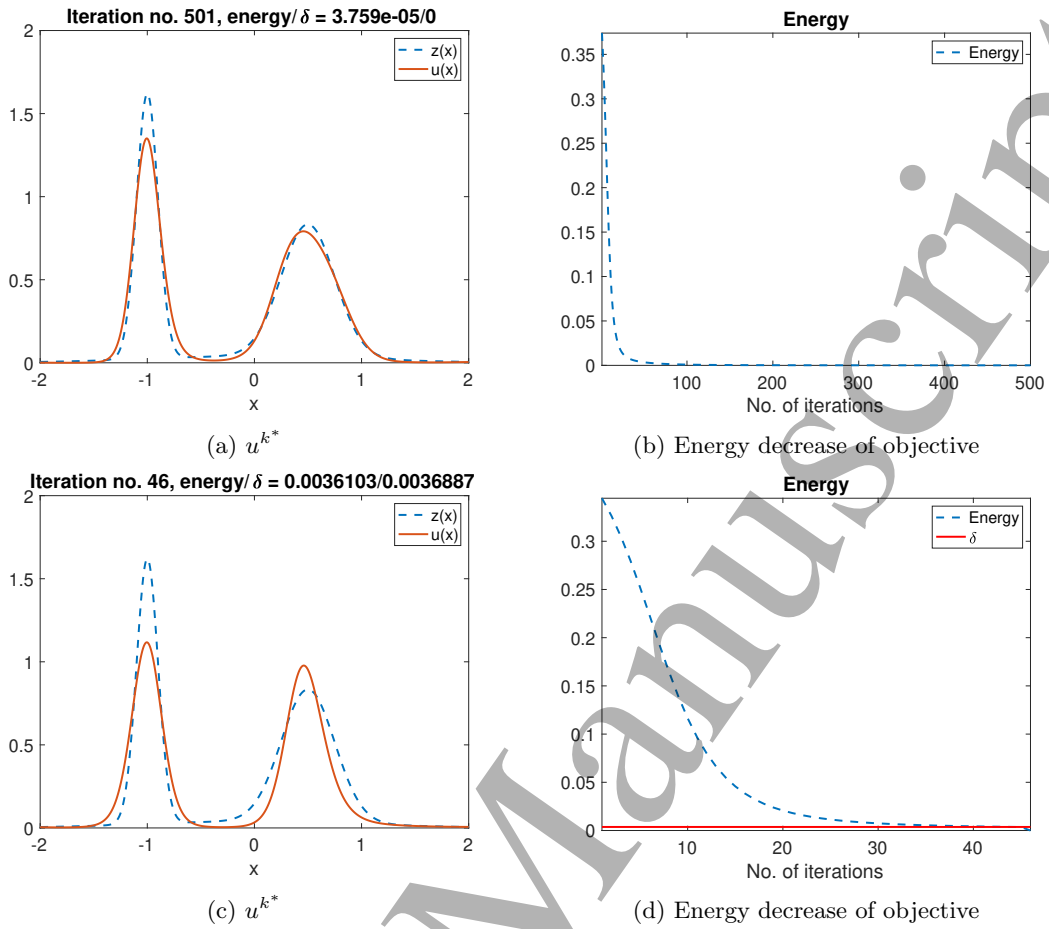 Iteration no. 501, energy/ δ = 3.759e-05/0
z(x)
u(x)
2
1.5
1
0.5
0
-2
-1
0
1
2
x
(a) u^{k^*}
Energy
Energy
0.35
0.3
0.25
0.2
0.15
0.1
0.05
0
100
200
300
400
500
No. of iterations
(b) Energy decrease of objective
Iteration no. 46, energy/ δ = 0.0036103/0.0036887
z(x)
u(x)
2
1.5
1
0.5
0
-2
-1
0
1
2
x
(c) u^{k^*}
Energy
Energy
δ
0.3
0.25
0.2
0.15
0.1
0.05
0
10
20
30
40
No. of iterations
(d) Energy decrease of objective
Manuscrip